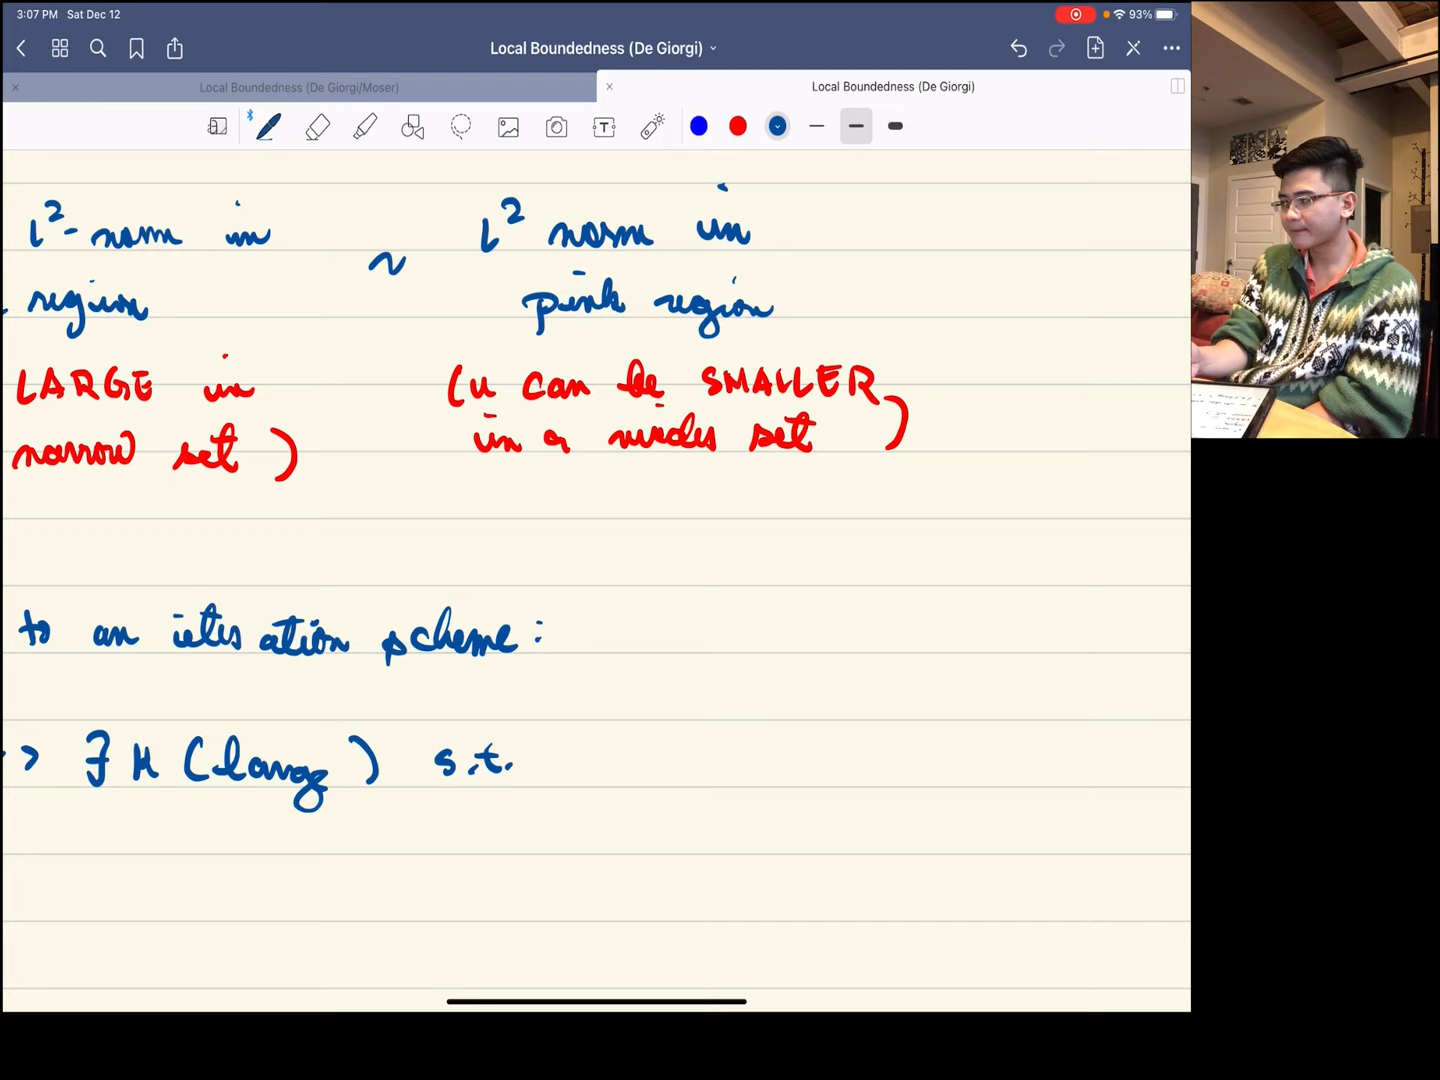 3:07 PM Sat Dec 12
93%
Local Boundedness (De Giorgi)
Local Boundedness (De Giorgi/Moser)
Local Boundedness (De Giorgi)
L²-norm in ~ L² norm in
region pink region
LARGE in (u can be SMALLER
narrow set) in a wider set)
to an iteration scheme:
> ∃ k (large) s.t.